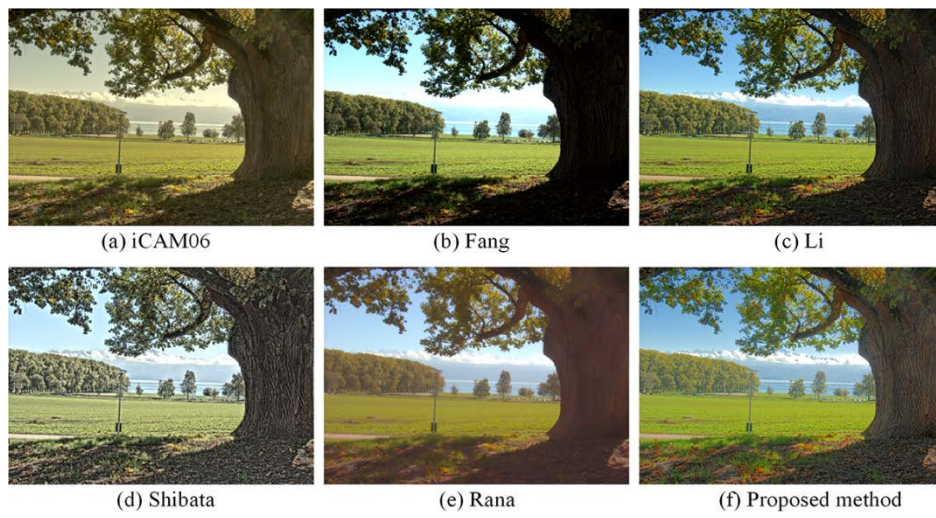 (a) iCAM06
(b) Fang
(c) Li
(d) Shibata
(e) Rana
(f) Proposed method